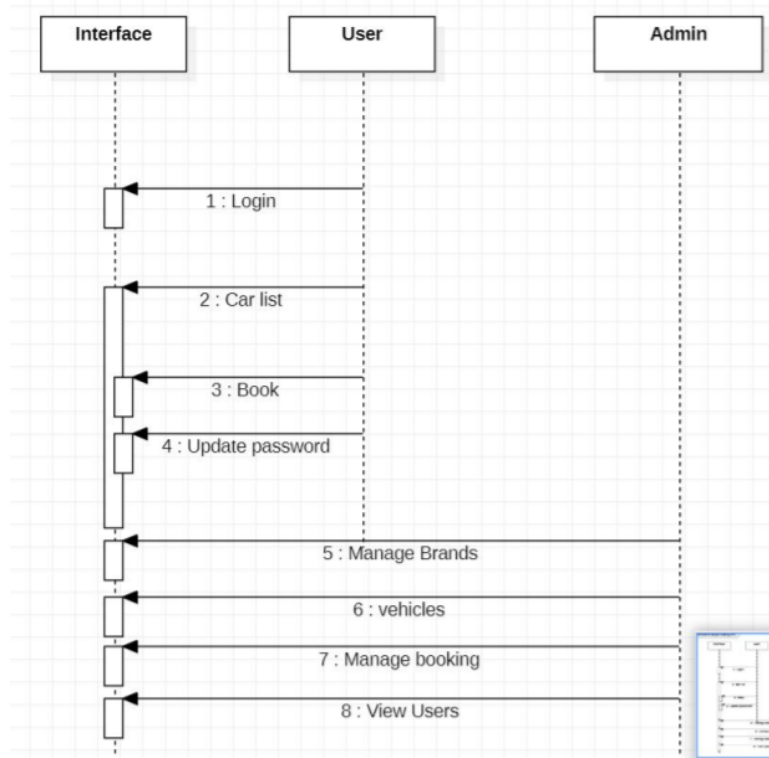 Interface
User
Admin
1 : Login
2 : Car list
3 : Book
4 : Update password
5 : Manage Brands
6 : vehicles
7 : Manage booking
8 : View Users